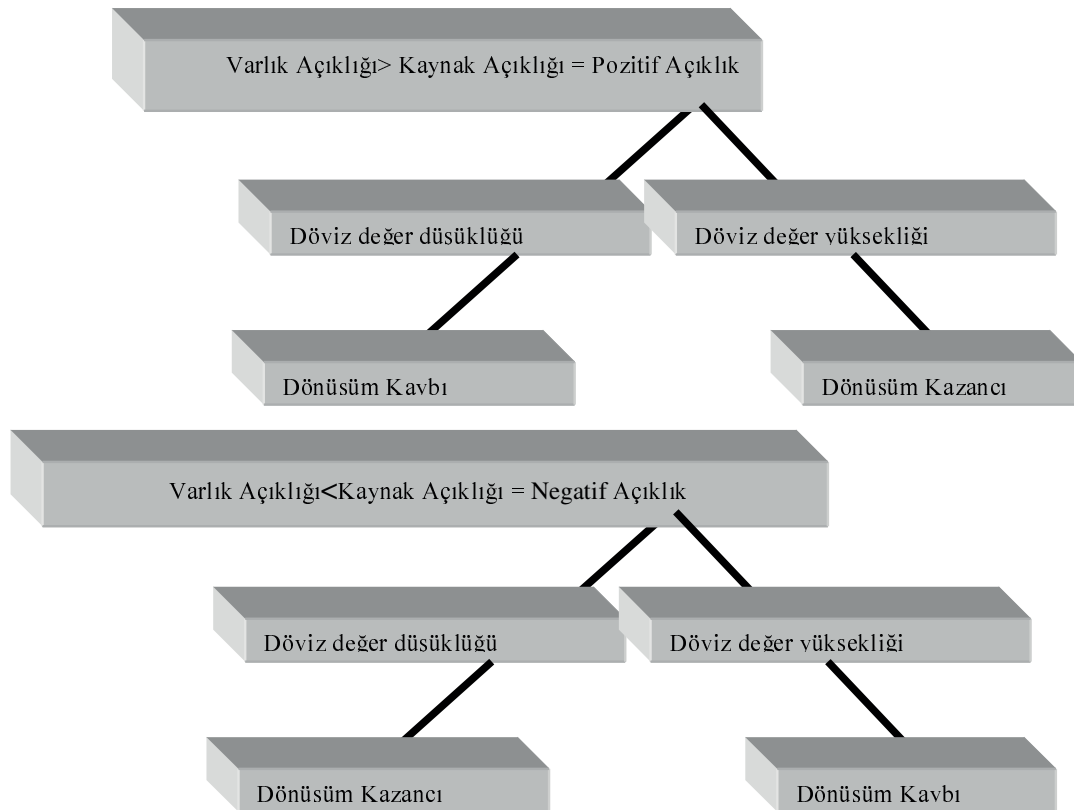 Varlık Açıklığı> Kaynak Açıklığı = Pozitif Açıklık
Döviz değer düşüklüğü
Döviz değer yüksekliği
Dönüşüm Kaybı
Dönüşüm Kazancı
Varlık Açıklığı<Kaynak Açıklığı = Negatif Açıklık
Döviz değer düşüklüğü
Döviz değer yüksekliği
Dönüşüm Kazancı
Dönüşüm Kaybı